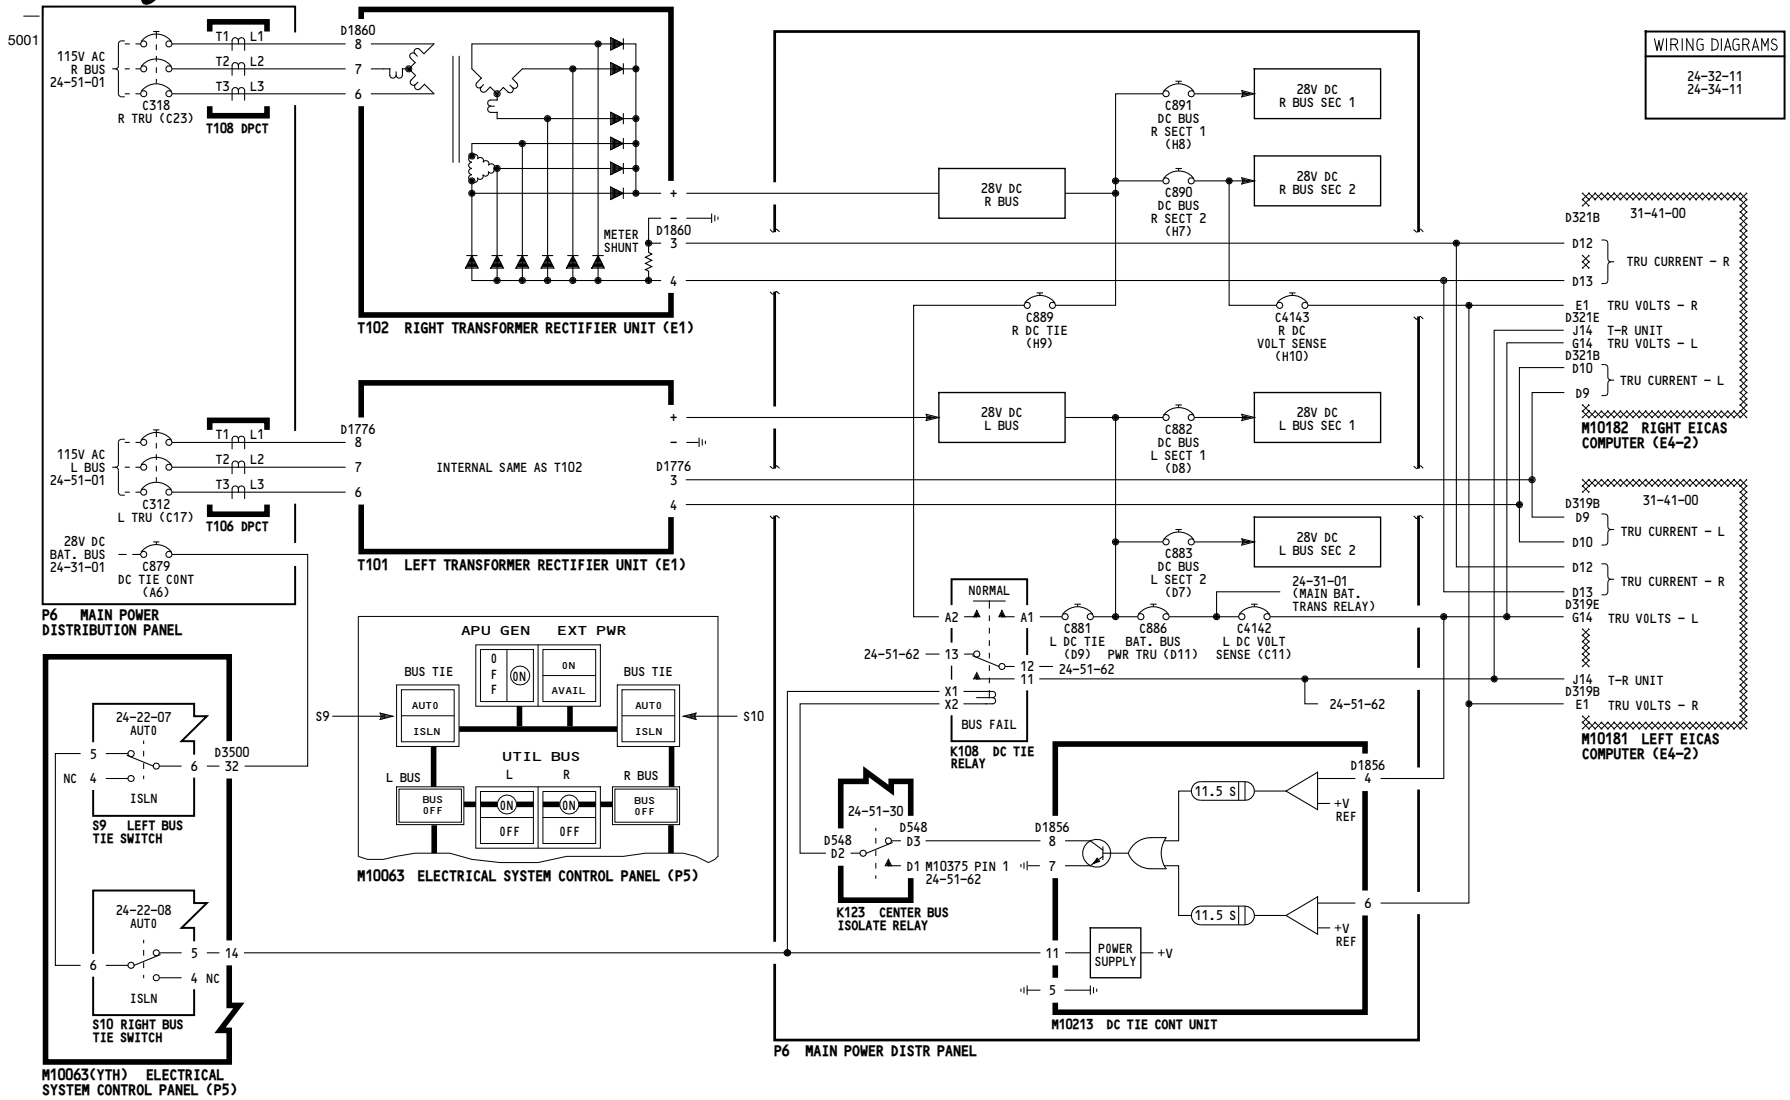 5001
115V AC
R BUS
24-51-01
T1 L1
T2 L2
T3 L3
C318
R TRU (C23)
T108 DPCT
D1860
8
7
6
METER
SHUNT
+
-
D1860
3
4
T102 RIGHT TRANSFORMER RECTIFIER UNIT (E1)
115V AC
L BUS
24-51-01
T1 L1
T2 L2
T3 L3
C312
L TRU (C17)
T106 DPCT
28V DC
BAT. BUS
24-31-01
C879
DC TIE CONT
(A6)
P6 MAIN POWER
DISTRIBUTION PANEL
D1776
8
7
6
INTERNAL SAME AS T102
+
-
D1776
3
4
T101 LEFT TRANSFORMER RECTIFIER UNIT (E1)
24-22-07
AUTO
5
NC 4
6
D3500
32
ISLN
S9 LEFT BUS
TIE SWITCH
24-22-08
AUTO
6
5
14
4 NC
ISLN
S10 RIGHT BUS
TIE SWITCH
M10063(YTH) ELECTRICAL
SYSTEM CONTROL PANEL (P5)
APU GEN EXT PWR
BUS TIE
OFF
ON
ON
AVAIL
BUS TIE
S9
AUTO
ISLN
AUTO
ISLN
S10
UTIL BUS
L BUS
L
R
R BUS
BUS
OFF
ON
OFF
ON
OFF
BUS
OFF
M10063 ELECTRICAL SYSTEM CONTROL PANEL (P5)
28V DC
R BUS
C891
DC BUS
R SECT 1
(H8)
28V DC
R BUS SEC 1
C890
DC BUS
R SECT 2
(H7)
28V DC
R BUS SEC 2
C889
R DC TIE
(H9)
C4143
R DC
VOLT SENSE
(H10)
28V DC
L BUS
C882
DC BUS
L SECT 1
(D8)
28V DC
L BUS SEC 1
C883
DC BUS
L SECT 2
(D7)
28V DC
L BUS SEC 2
24-31-01
(MAIN BAT.
TRANS RELAY)
NORMAL
A2
A1
C881
L DC TIE
(D9)
C886
BAT. BUS
PWR TRU (D11)
C4142
L DC VOLT
SENSE (C11)
24-51-62
13
12
24-51-62
11
X1
X2
24-51-62
BUS FAIL
K108 DC TIE
RELAY
24-51-30
D548
D2
D548
D3
D1 M10375 PIN 1
24-51-62
K123 CENTER BUS
ISOLATE RELAY
D1856
8
7
11
5
11.5 S
11.5 S
D1856
4
+V
REF
6
+V
REF
POWER
SUPPLY
+V
M10213 DC TIE CONT UNIT
P6 MAIN POWER DISTR PANEL
WIRING DIAGRAMS
24-32-11
24-34-11
D321B
31-41-00
D12
TRU CURRENT - R
D13
E1 TRU VOLTS - R
D321E
J14 T-R UNIT
G14 TRU VOLTS - L
D321B
D10
TRU CURRENT - L
D9
M10182 RIGHT EICAS
COMPUTER (E4-2)
31-41-00
D319B
D9
TRU CURRENT - L
D10
D12
TRU CURRENT - R
D13
D319E
G14 TRU VOLTS - L
J14 T-R UNIT
D319B
E1 TRU VOLTS - R
M10181 LEFT EICAS
COMPUTER (E4-2)